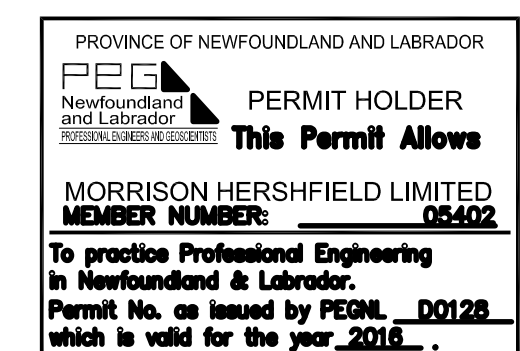 PROVINCE OF NEWFOUNDLAND AND LABRADOR
PEG
Newfoundland
and Labrador
PROFESSIONAL ENGINEERS AND GEOSCIENTISTS
PERMIT HOLDER
This Permit Allows
MORRISON HERSHFIELD LIMITED
MEMBER NUMBER: 05402
To practice Professional Engineering
in Newfoundland & Labrador.
Permit No. as issued by PEGNL D0128
which is valid for the year 2016 .